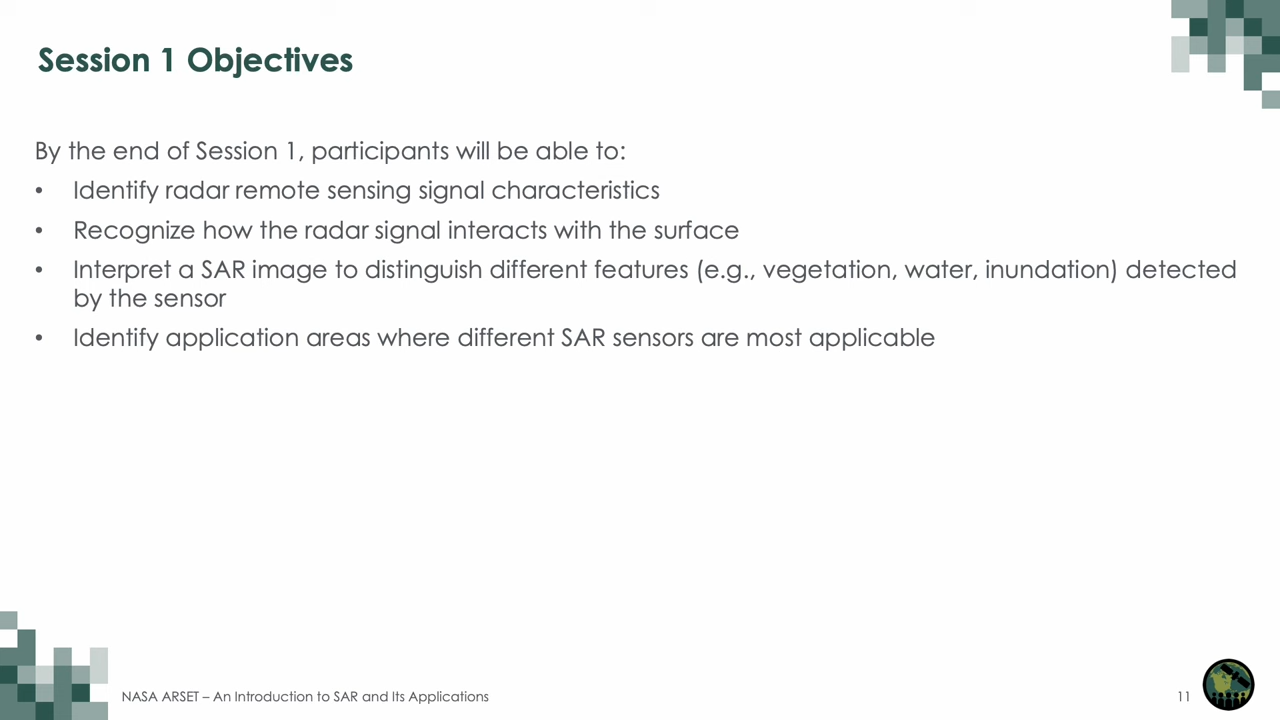 Session 1 Objectives
By the end of Session 1, participants will be able to:
• Identify radar remote sensing signal characteristics
• Recognize how the radar signal interacts with the surface
• Interpret a SAR image to distinguish different features (e.g., vegetation, water, inundation) detected
by the sensor
• Identify application areas where different SAR sensors are most applicable
NASA ARSET – An Introduction to SAR and Its Applications
11